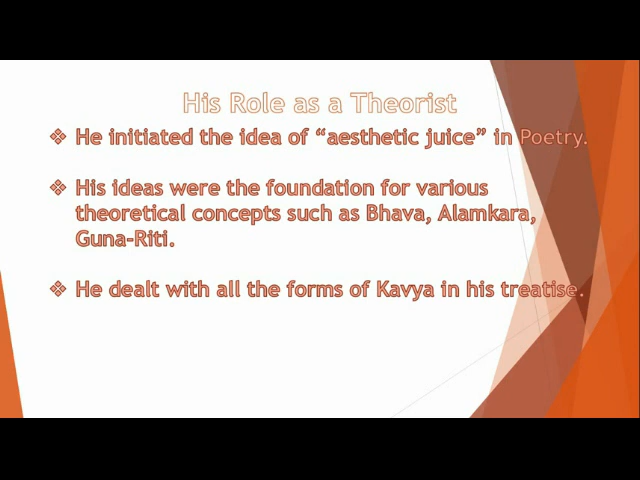 His Role as a Theorist
❖ He initiated the idea of “aesthetic juice” in Poetry.
❖ His ideas were the foundation for various
theoretical concepts such as Bhava, Alamkara,
Guna-Riti.
❖ He dealt with all the forms of Kavya in his treatise.